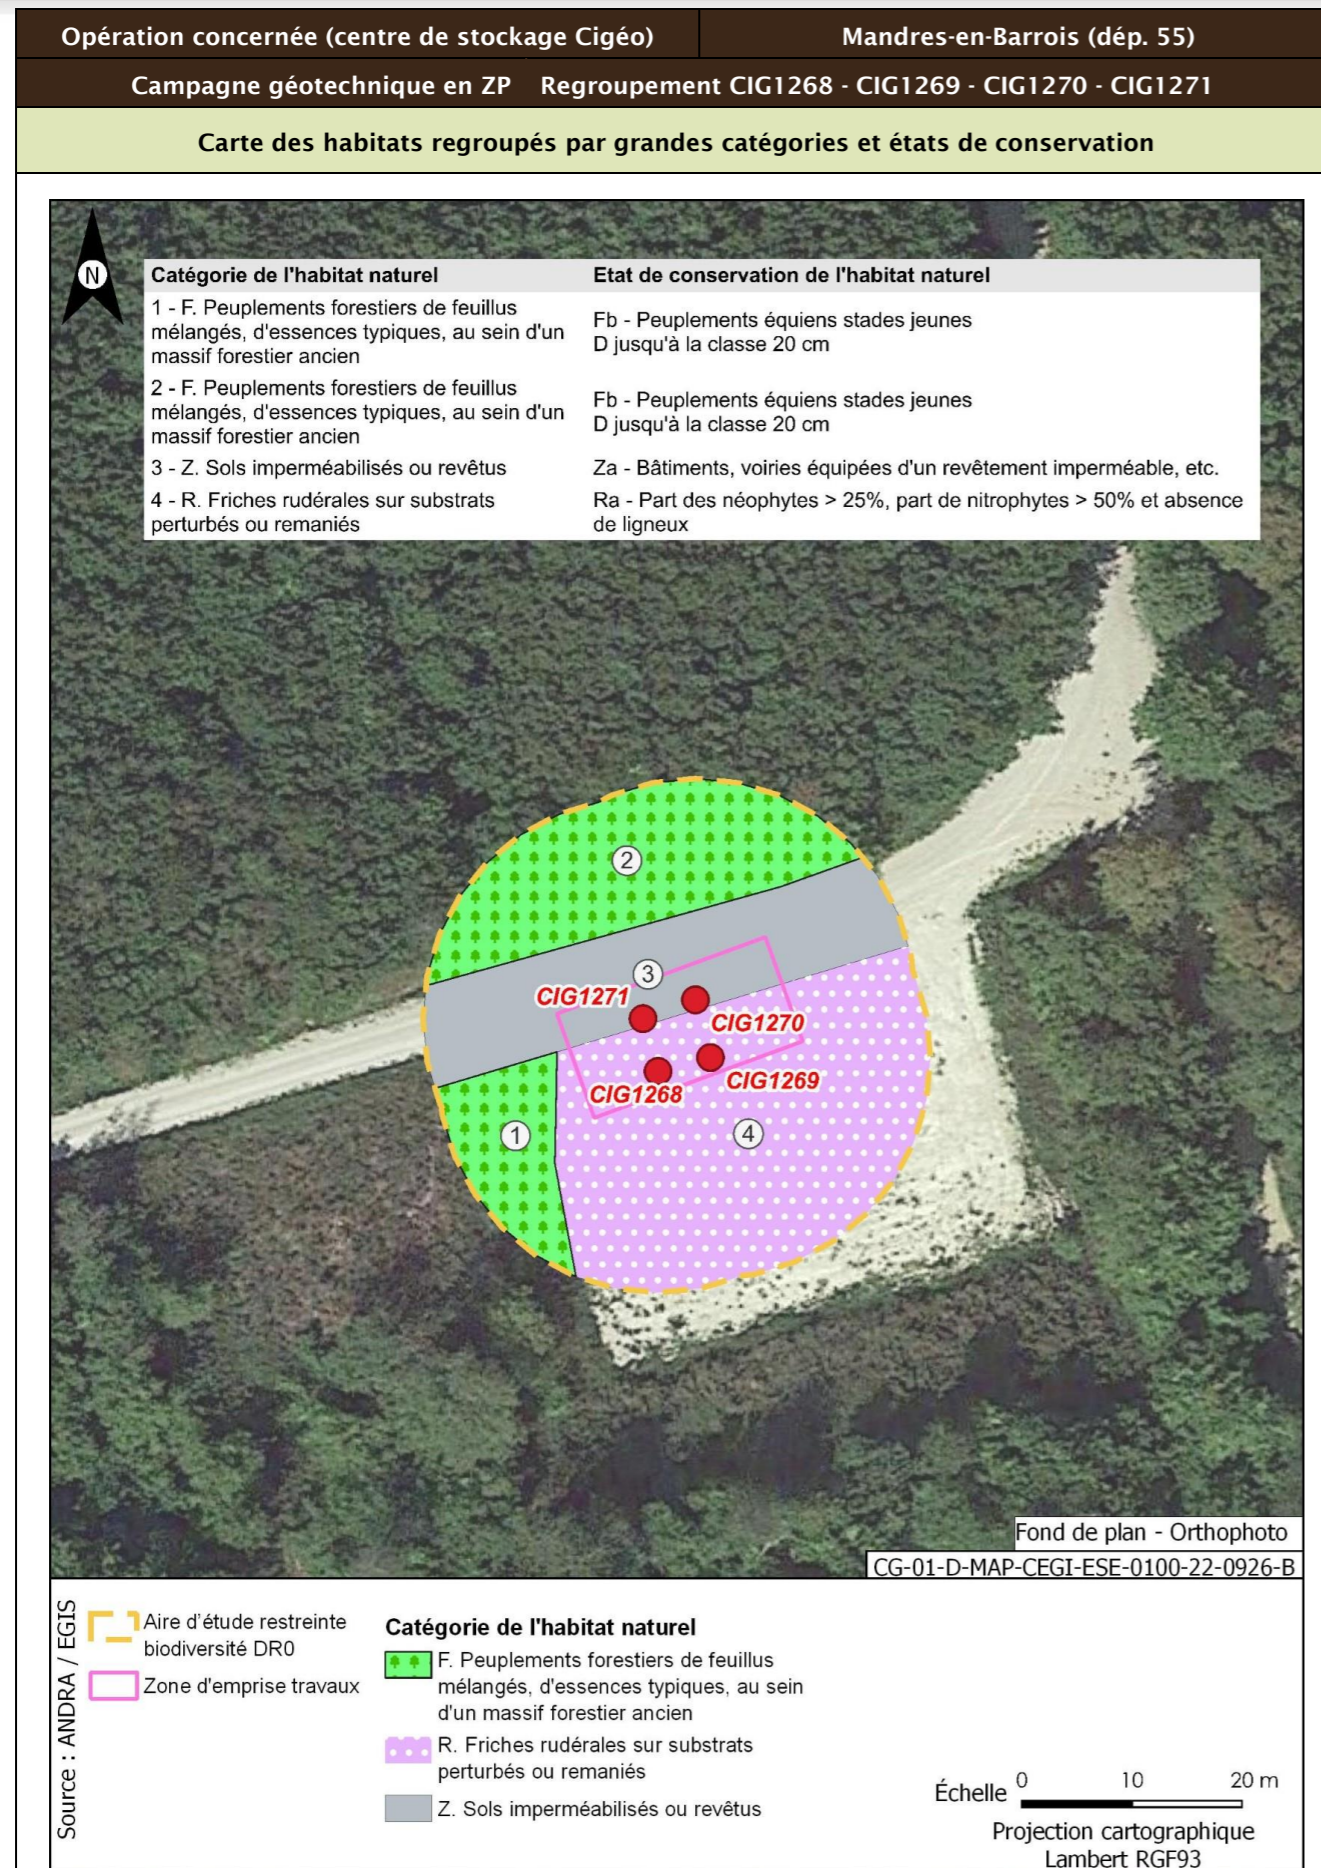 Opération concernée (centre de stockage Cigéo)
Mandres-en-Barrois (dép. 55)
Campagne géotechnique en ZP Regroupement CIG1268 - CIG1269 - CIG1270 - CIG1271
Carte des habitats regroupés par grandes catégories et états de conservation
N
Catégorie de l'habitat naturel
Etat de conservation de l'habitat naturel
1 - F. Peuplements forestiers de feuillus
mélangés, d'essences typiques, au sein d'un
massif forestier ancien
Fb - Peuplements équiens stades jeunes
D jusqu'à la classe 20 cm
2 - F. Peuplements forestiers de feuillus
mélangés, d'essences typiques, au sein d'un
massif forestier ancien
Fb - Peuplements équiens stades jeunes
D jusqu'à la classe 20 cm
3 - Z. Sols imperméabilisés ou revêtus
Za - Bâtiments, voiries équipées d'un revêtement imperméable, etc.
4 - R. Friches rudérales sur substrats
perturbés ou remaniés
Ra - Part des néophytes > 25%, part de nitrophytes > 50% et absence
de ligneux
2
3
CIG1271
CIG1270
CIG1269
CIG1268
1
4
Fond de plan - Orthophoto
CG-01-D-MAP-CEGI-ESE-0100-22-0926-B
Source : ANDRA / EGIS
Aire d'étude restreinte
biodiversité DR0
Zone d'emprise travaux
Catégorie de l'habitat naturel
F. Peuplements forestiers de feuillus
mélangés, d'essences typiques, au sein
d'un massif forestier ancien
R. Friches rudérales sur substrats
perturbés ou remaniés
Z. Sols imperméabilisés ou revêtus
Échelle 0 10 20 m
Projection cartographique
Lambert RGF93